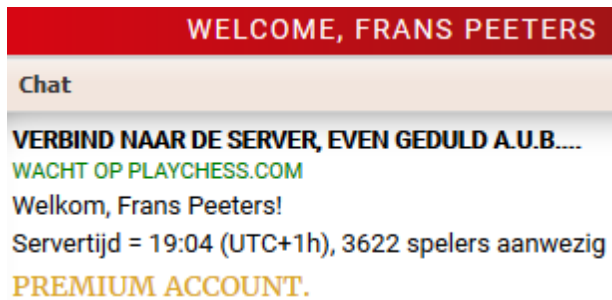 WELCOME, FRANS PEETERS
Chat
VERBIND NAAR DE SERVER, EVEN GEDULD A.U.B....
WACHT OP PLAYCHESS.COM
Welkom, Frans Peeters!
Servertijd = 19:04 (UTC+1h), 3622 spelers aanwezig
PREMIUM ACCOUNT.